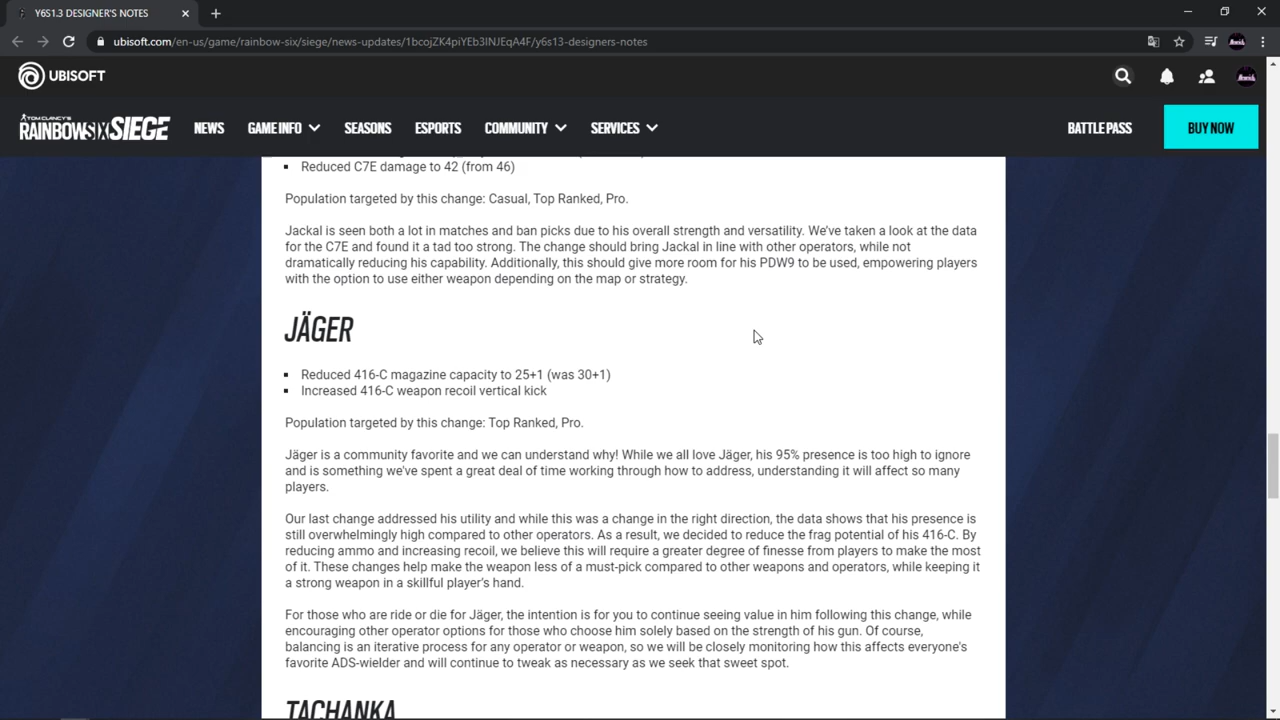 Y6S1.3 DESIGNER'S NOTES
ubisoft.com/en-us/game/rainbow-six/siege/news-updates/1bcojZK4piYEb3INJEqA4F/y6s13-designers-notes
UBISOFT
TOM CLANCY'S
RAINBOWSIX SIEGE
NEWS
GAME INFO
SEASONS
ESPORTS
COMMUNITY
SERVICES
BATTLE PASS
BUY NOW
▪ Reduced C7E damage to 42 (from 46)
Population targeted by this change: Casual, Top Ranked, Pro.
Jackal is seen both a lot in matches and ban picks due to his overall strength and versatility. We've taken a look at the data
for the C7E and found it a tad too strong. The change should bring Jackal in line with other operators, while not
dramatically reducing his capability. Additionally, this should give more room for his PDW9 to be used, empowering players
with the option to use either weapon depending on the map or strategy.
JÄGER
▪ Reduced 416-C magazine capacity to 25+1 (was 30+1)
▪ Increased 416-C weapon recoil vertical kick
Population targeted by this change: Top Ranked, Pro.
Jäger is a community favorite and we can understand why! While we all love Jäger, his 95% presence is too high to ignore
and is something we've spent a great deal of time working through how to address, understanding it will affect so many
players.
Our last change addressed his utility and while this was a change in the right direction, the data shows that his presence is
still overwhelmingly high compared to other operators. As a result, we decided to reduce the frag potential of his 416-C. By
reducing ammo and increasing recoil, we believe this will require a greater degree of finesse from players to make the most
of it. These changes help make the weapon less of a must-pick compared to other weapons and operators, while keeping it
a strong weapon in a skillful player's hand.
For those who are ride or die for Jäger, the intention is for you to continue seeing value in him following this change, while
encouraging other operator options for those who choose him solely based on the strength of his gun. Of course,
balancing is an iterative process for any operator or weapon, so we will be closely monitoring how this affects everyone's
favorite ADS-wielder and will continue to tweak as necessary as we seek that sweet spot.
TACHANKA